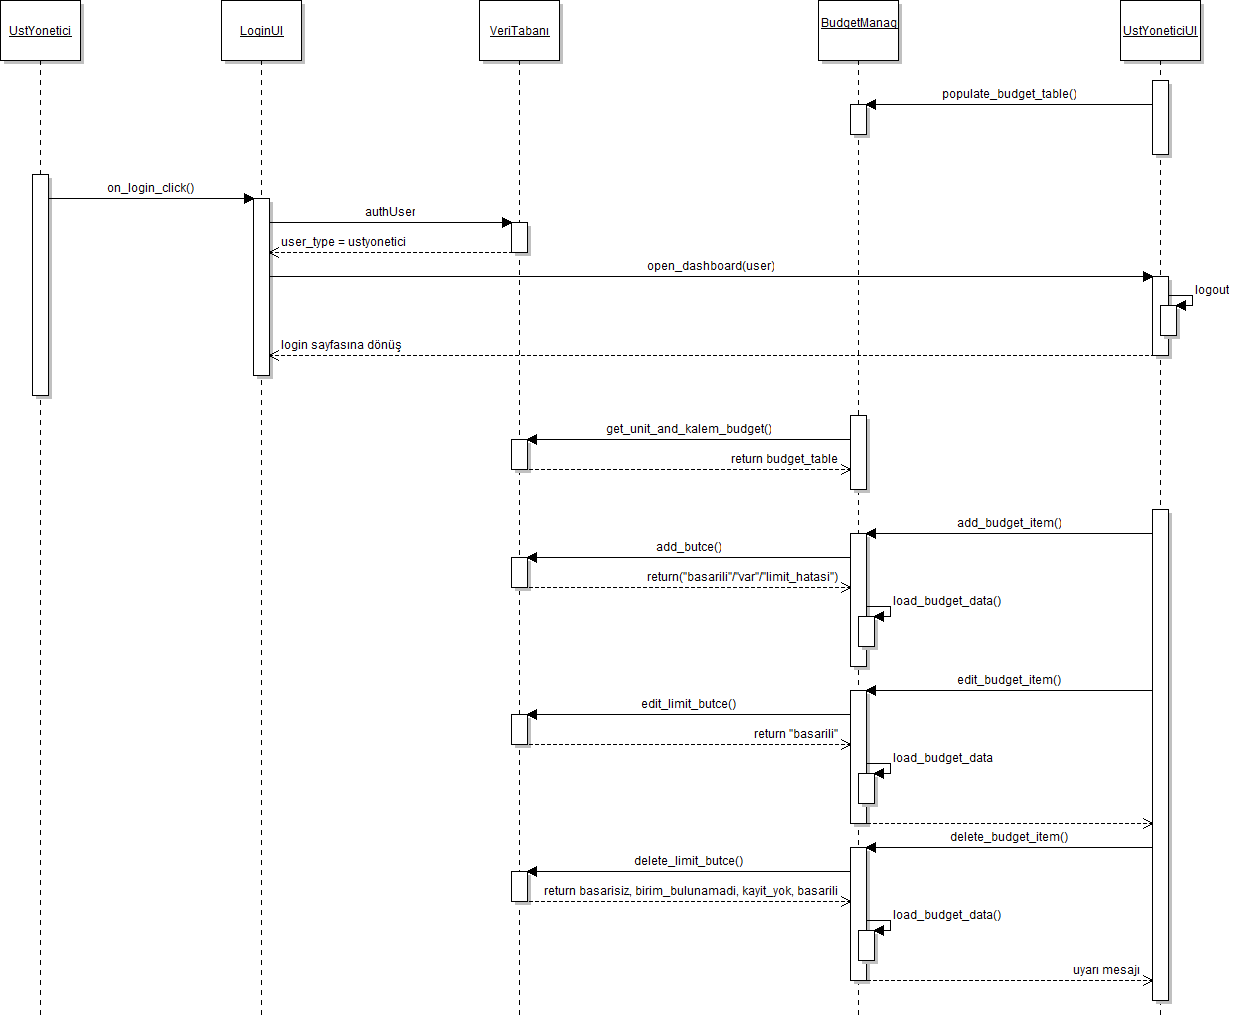 UstYonetici
LoginUI
VeriTabanı
BudgetManag
UstYoneticiUI
populate_budget_table()
on_login_click()
authUser
user_type = ustyonetici
open_dashboard(user)
logout
login sayfasına dönüş
get_unit_and_kalem_budget()
return budget_table
add_budget_item()
add_butce()
return("basarili"/"var"/"limit_hatasi")
load_budget_data()
edit_budget_item()
edit_limit_butce()
return "basarili"
load_budget_data
delete_budget_item()
delete_limit_butce()
return basarisiz, birim_bulunamadi, kayit_yok, basarili
load_budget_data()
uyarı mesajı